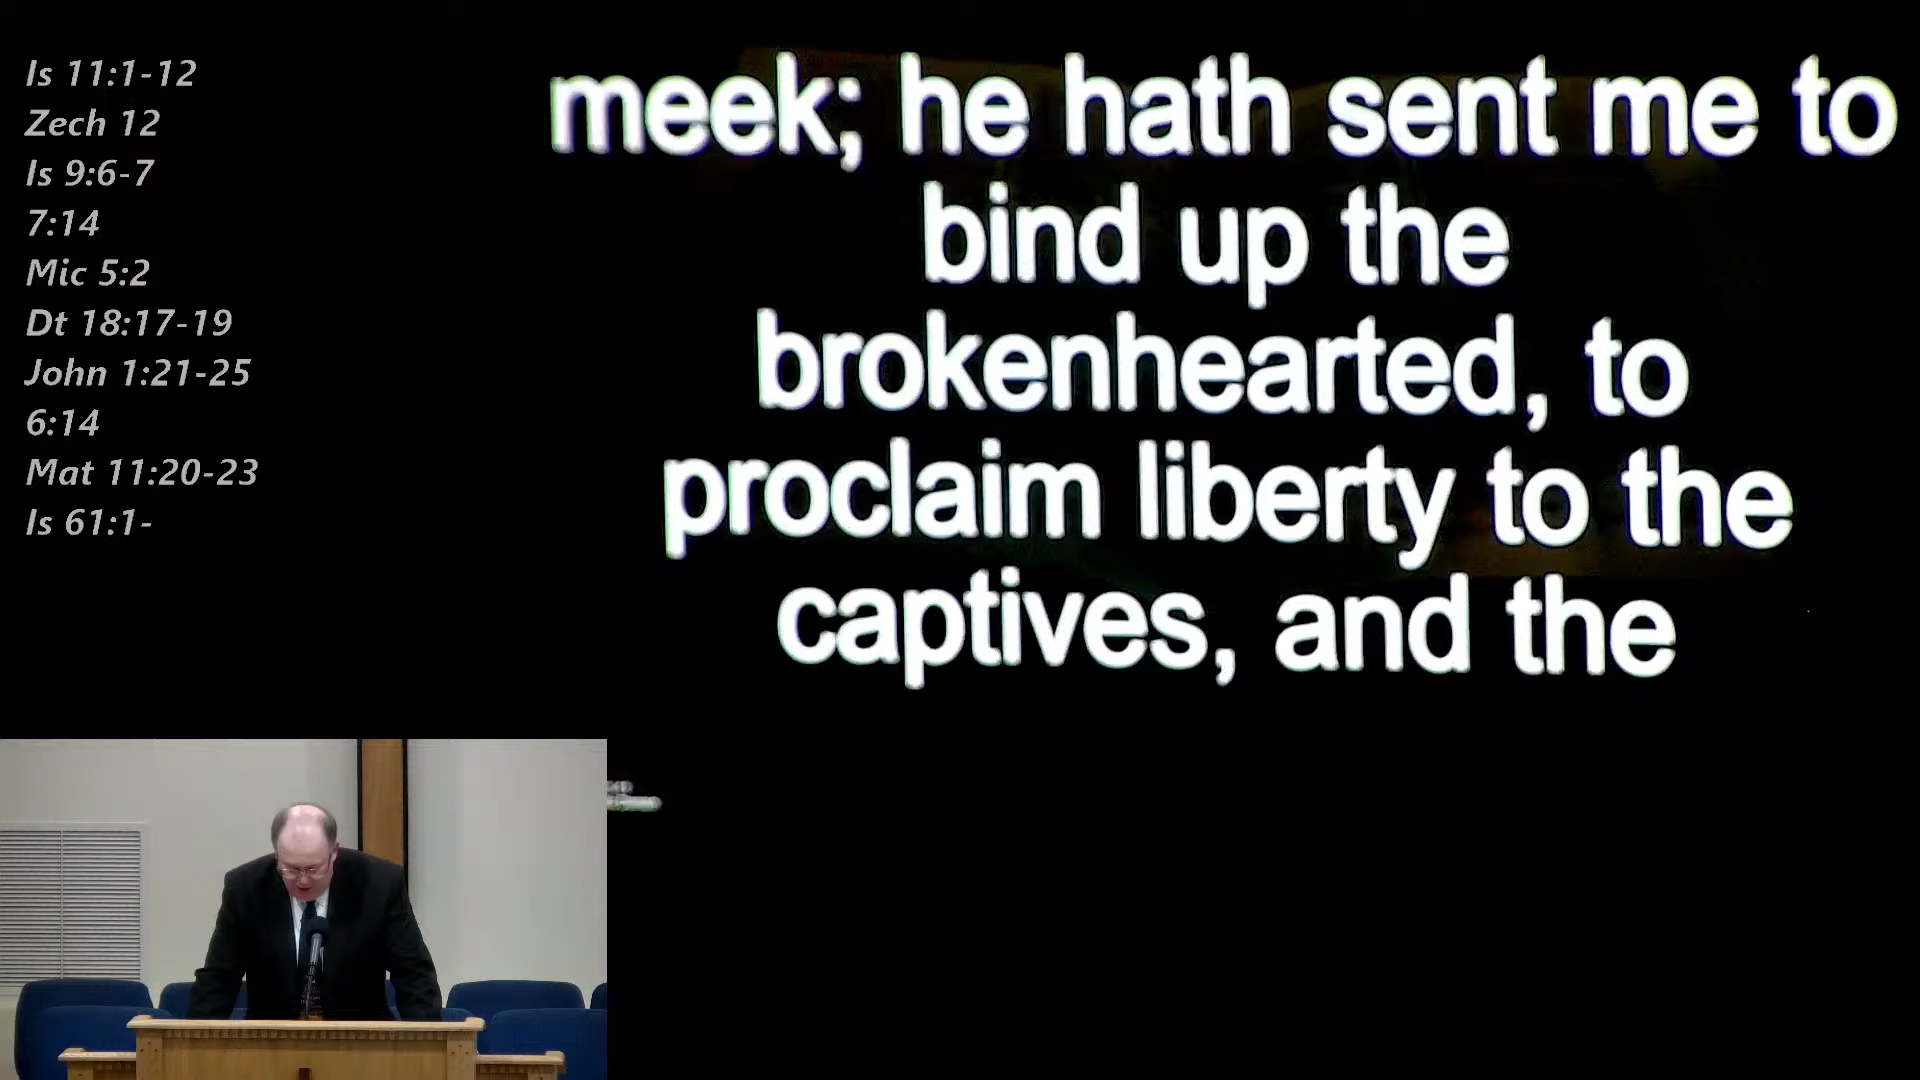 Is 11:1-12
Zech 12
Is 9:6-7
7:14
Mic 5:2
Dt 18:17-19
John 1:21-25
6:14
Mat 11:20-23
Is 61:1-
meek; he hath sent me to
bind up the
brokenhearted, to
proclaim liberty to the
captives, and the